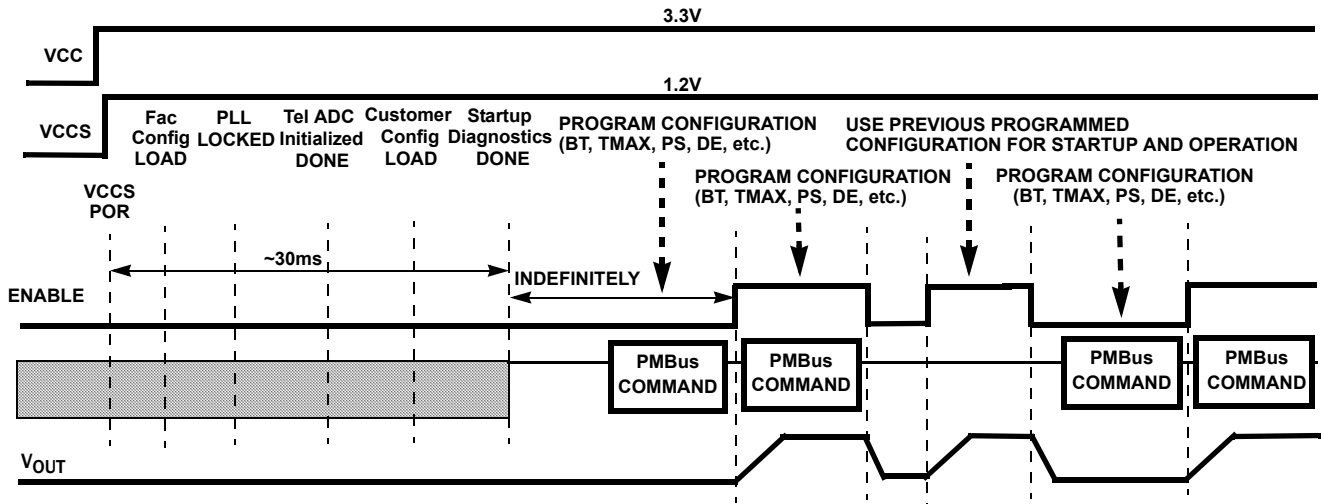 3.3V
VCC
1.2V
VCCS
Fac
Config
LOAD
PLL
LOCKED
Tel ADC
Initialized
DONE
Customer
Config
LOAD
Startup
Diagnostics
DONE
PROGRAM CONFIGURATION
(BT, TMAX, PS, DE, etc.)
USE PREVIOUS PROGRAMMED
CONFIGURATION FOR STARTUP AND OPERATION
PROGRAM CONFIGURATION
(BT, TMAX, PS, DE, etc.)
PROGRAM CONFIGURATION
(BT, TMAX, PS, DE, etc.)
VCCS
POR
~30ms
INDEFINITELY
ENABLE
PMBus
COMMAND
PMBus
COMMAND
PMBus
COMMAND
PMBus
COMMAND
VOUT